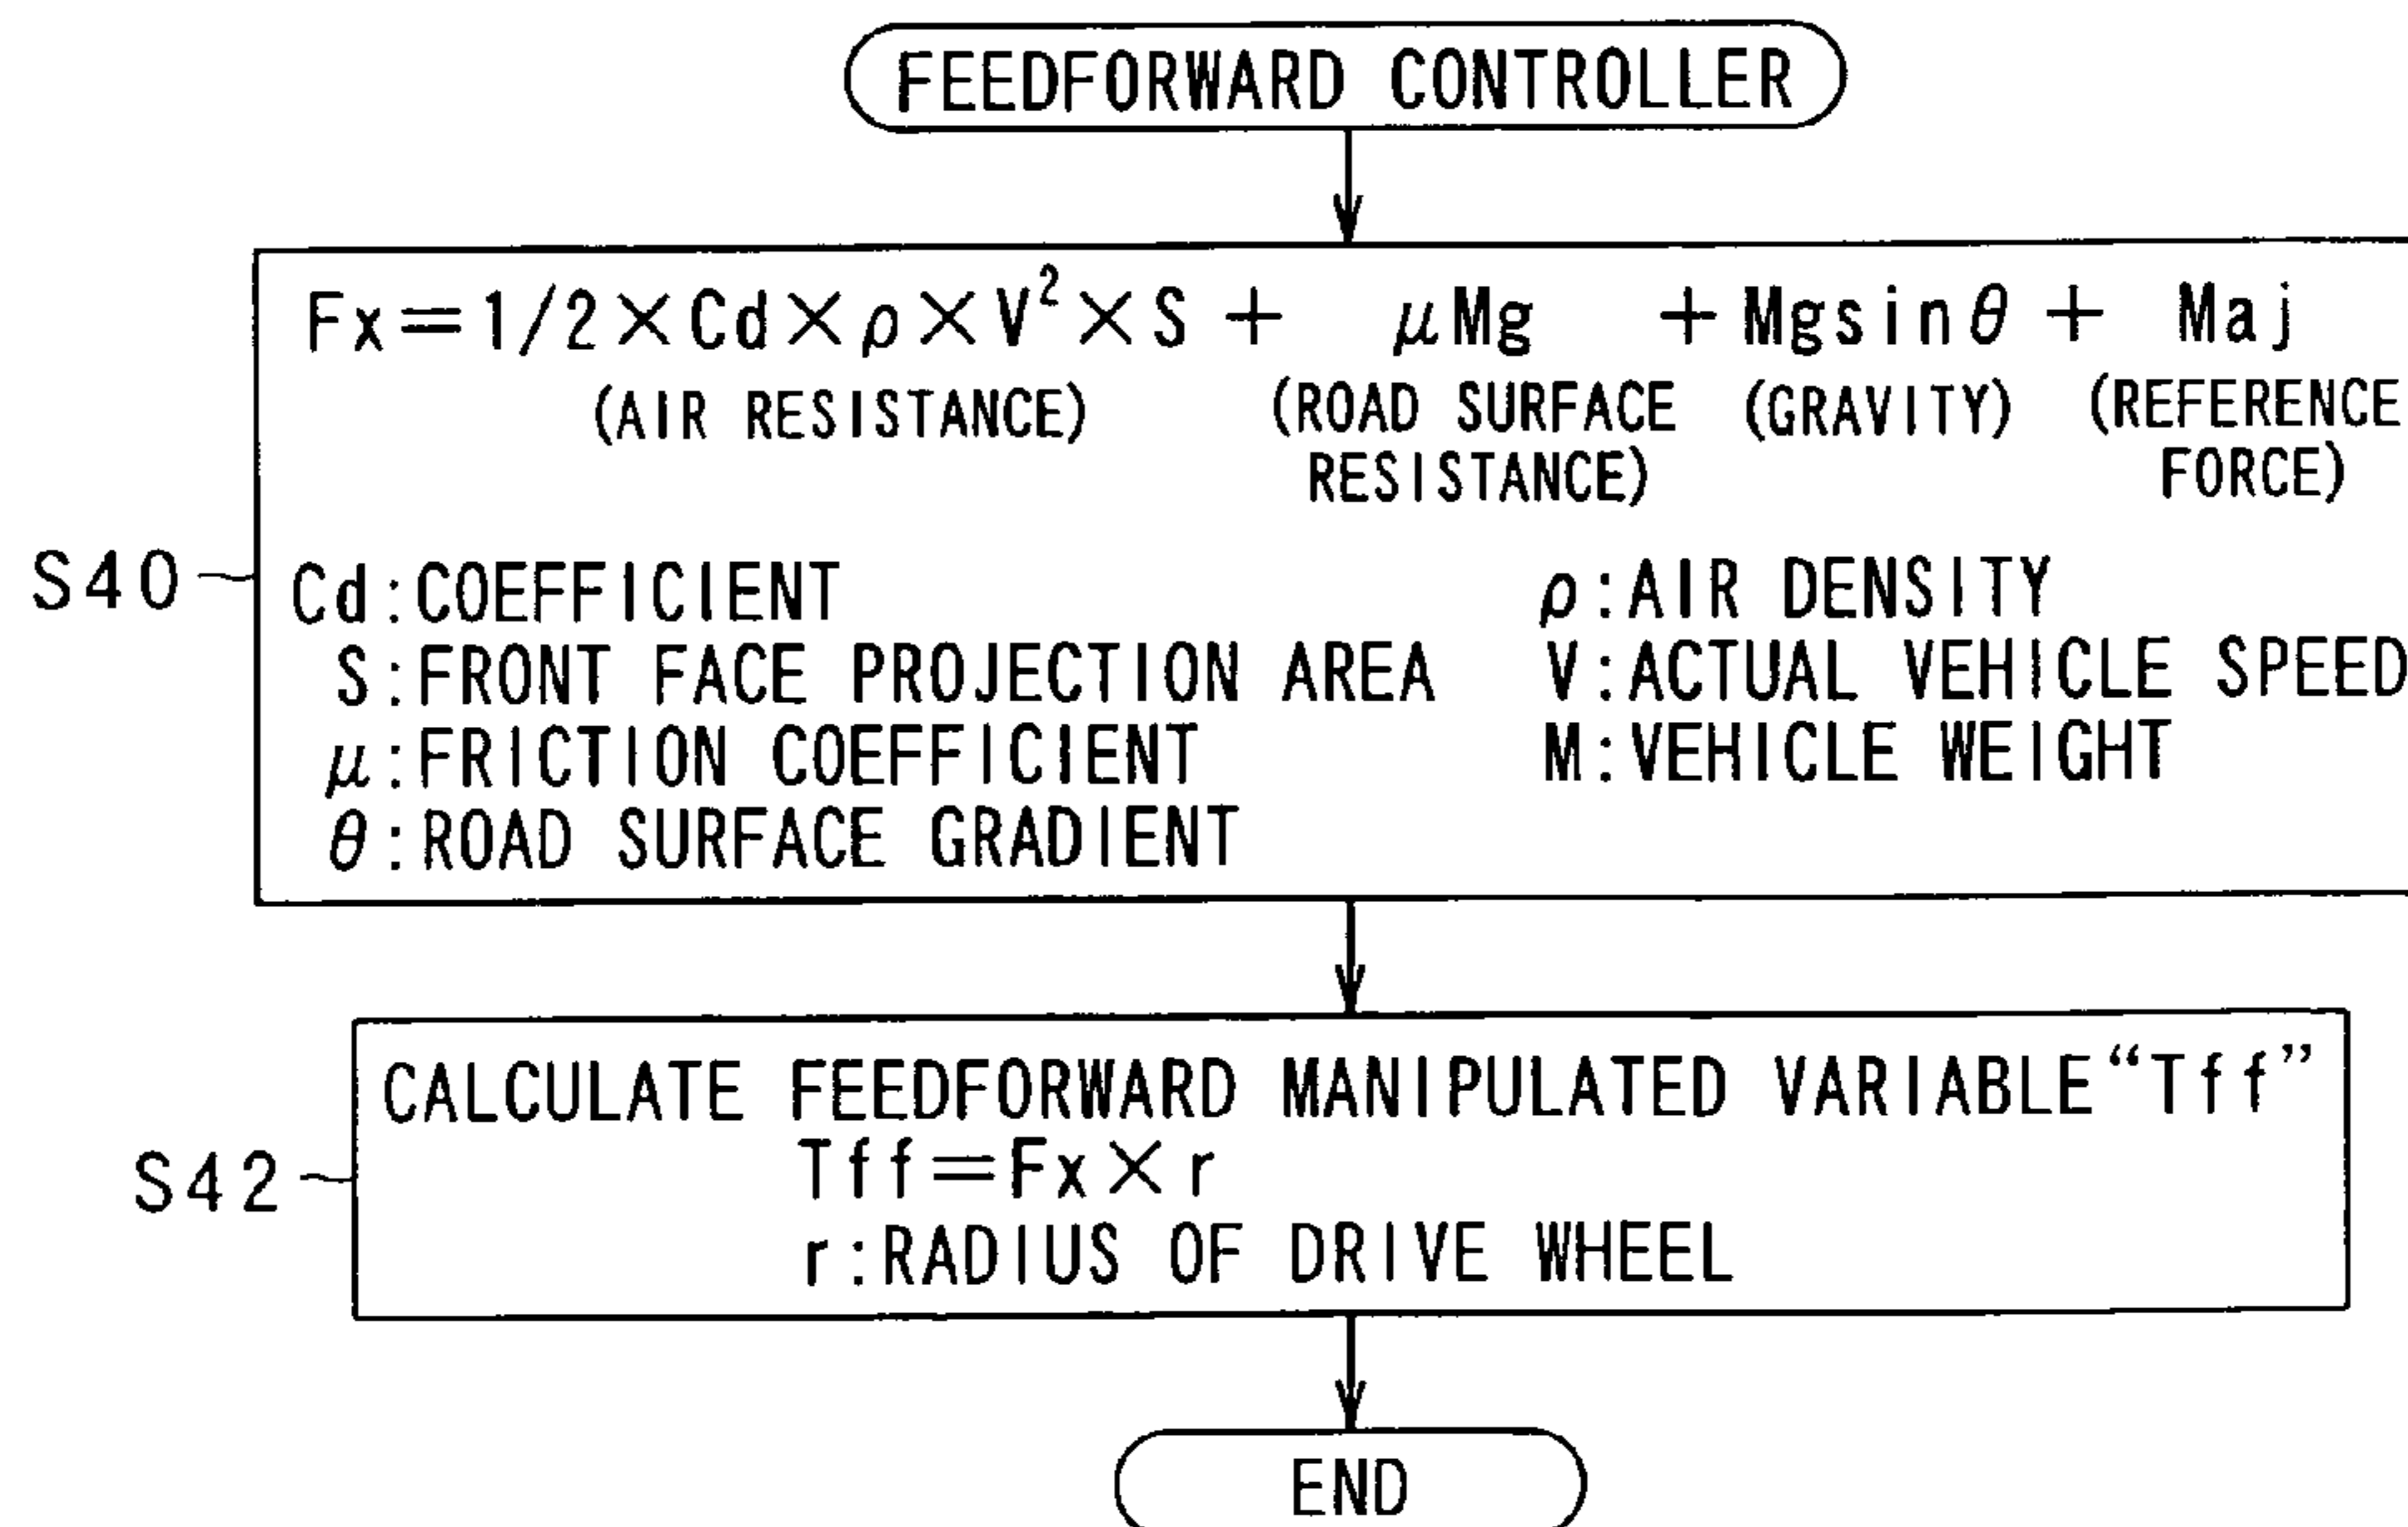 FEEDFORWARD CONTROLLER
Fx=1/2×Cd×ρ×V²×S + μMg + Mgsinθ + Maj
(AIR RESISTANCE) (ROAD SURFACE (GRAVITY) (REFERENCE
RESISTANCE) FORCE)
S40
Cd:COEFFICIENT ρ:AIR DENSITY
S:FRONT FACE PROJECTION AREA V:ACTUAL VEHICLE SPEED
μ:FRICTION COEFFICIENT M:VEHICLE WEIGHT
θ:ROAD SURFACE GRADIENT
CALCULATE FEEDFORWARD MANIPULATED VARIABLE“Tff”
Tff=Fx×r
S42
r:RADIUS OF DRIVE WHEEL
END